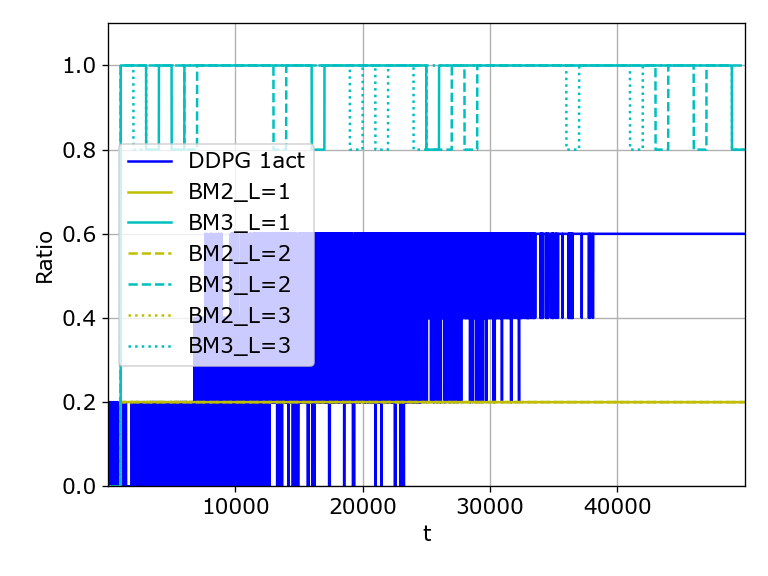 1.0
0.8
0.6
0.4
0.2
0.0
Ratio
DDPG 1act
BM2_L=1
BM3_L=1
BM2_L=2
BM3_L=2
BM2_L=3
BM3_L=3
10000 20000 30000 40000
t